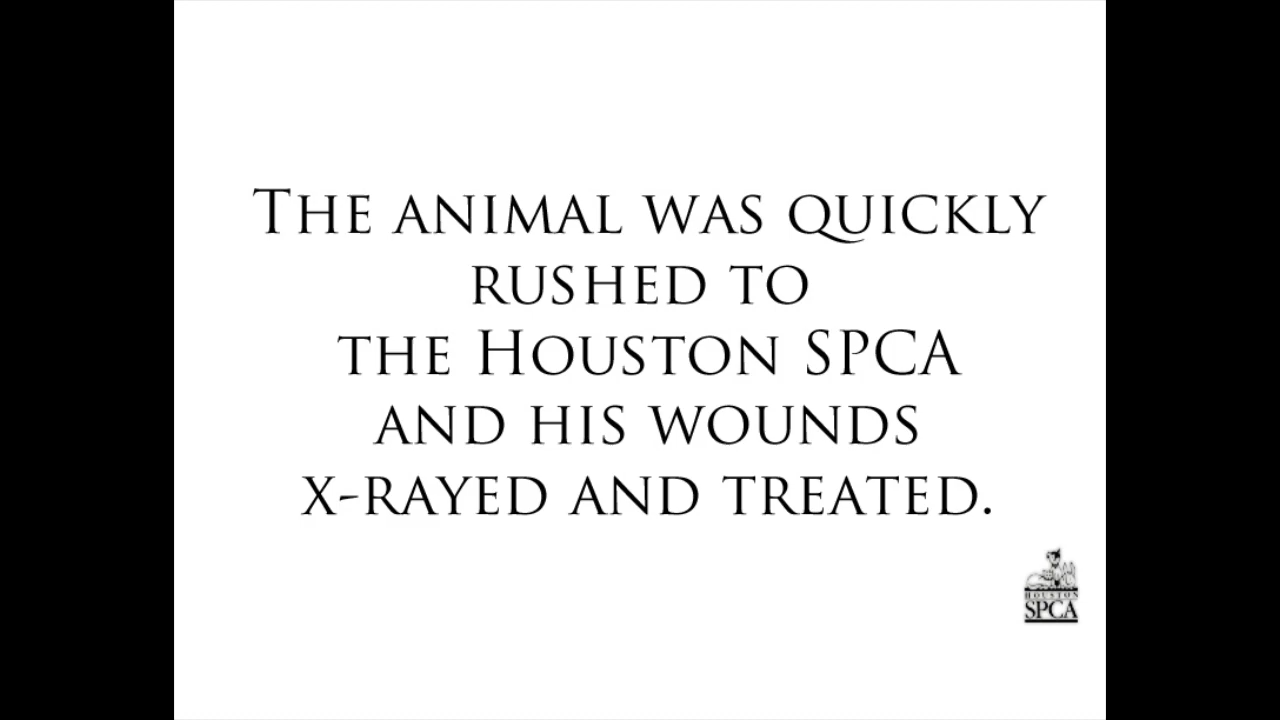 The animal was quickly
rushed to
the Houston SPCA
and his wounds
x-rayed and treated.
HOUSTON
SPCA